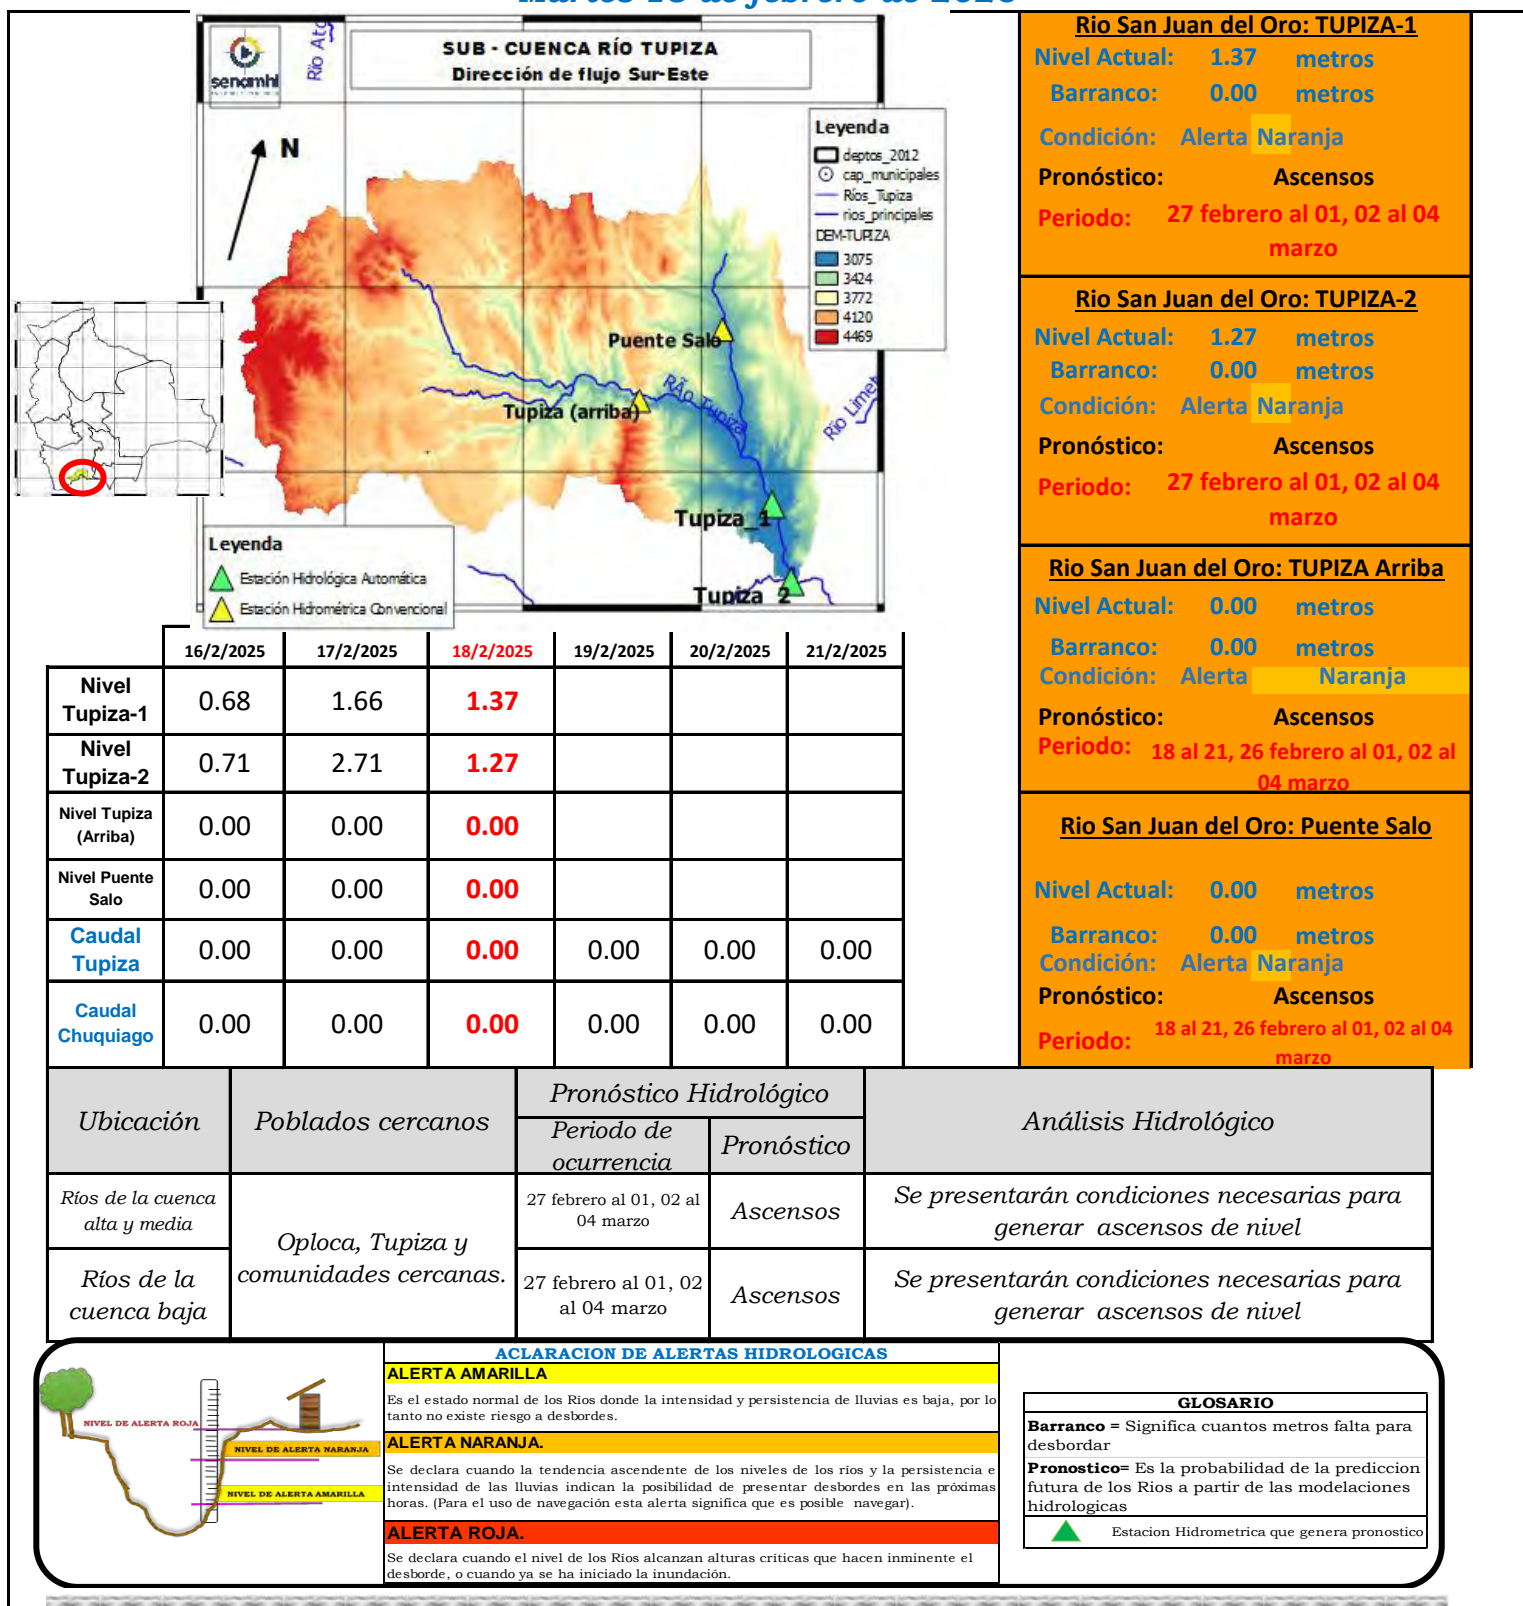 SUB - CUENCA RÍO TUPIZA
Dirección de flujo Sur-Este
senamhi
N
Leyenda
deptos_2012
cap_municipales
Ríos_Tupiza
rios_principales
DEM-TUPIZA
3075
3424
3772
4120
4469
Puente Salo
Tupiza (arriba)
RÃ­o Tupiza
Río Limet
Tupiza_1
Tupiza_2
Leyenda
Estación Hidrológica Automática
Estación Hidrométrica Convencional
Rio San Juan del Oro: TUPIZA-1
Nivel Actual: 1.37 metros
Barranco: 0.00 metros
Condición: Alerta Naranja
Pronóstico: Ascensos
Periodo: 27 febrero al 01, 02 al 04
marzo
Rio San Juan del Oro: TUPIZA-2
Nivel Actual: 1.27 metros
Barranco: 0.00 metros
Condición: Alerta Naranja
Pronóstico: Ascensos
Periodo: 27 febrero al 01, 02 al 04
marzo
Rio San Juan del Oro: TUPIZA Arriba
Nivel Actual: 0.00 metros
Barranco: 0.00 metros
Condición: Alerta Naranja
Pronóstico: Ascensos
Periodo: 18 al 21, 26 febrero al 01, 02 al
04 marzo
Rio San Juan del Oro: Puente Salo
Nivel Actual: 0.00 metros
Barranco: 0.00 metros
Condición: Alerta Naranja
Pronóstico: Ascensos
Periodo: 18 al 21, 26 febrero al 01, 02 al 04
marzo
16/2/2025 17/2/2025 18/2/2025 19/2/2025 20/2/2025 21/2/2025
Nivel
Tupiza-1 0.68 1.66 1.37
Nivel
Tupiza-2 0.71 2.71 1.27
Nivel Tupiza
(Arriba) 0.00 0.00 0.00
Nivel Puente
Salo 0.00 0.00 0.00
Caudal
Tupiza 0.00 0.00 0.00 0.00 0.00 0.00
Caudal
Chuquiago 0.00 0.00 0.00 0.00 0.00 0.00
Ubicación Poblados cercanos Pronóstico Hidrológico Análisis Hidrológico
Periodo de
ocurrencia Pronóstico
Ríos de la cuenca
alta y media
Oploca, Tupiza y
comunidades cercanas.
27 febrero al 01, 02 al
04 marzo
Ascensos
Se presentarán condiciones necesarias para
generar ascensos de nivel
Ríos de la
cuenca baja
27 febrero al 01, 02
al 04 marzo
Ascensos
Se presentarán condiciones necesarias para
generar ascensos de nivel
NIVEL DE ALERTA ROJA
NIVEL DE ALERTA NARANJA
NIVEL DE ALERTA AMARILLA
ACLARACION DE ALERTAS HIDROLOGICAS
ALERTA AMARILLA
Es el estado normal de los Rios donde la intensidad y persistencia de lluvias es baja, por lo
tanto no existe riesgo a desbordes.
ALERTA NARANJA.
Se declara cuando la tendencia ascendente de los niveles de los ríos y la persistencia e
intensidad de las lluvias indican la posibilidad de presentar desbordes en las próximas
horas. (Para el uso de navegación esta alerta significa que es posible navegar).
ALERTA ROJA.
Se declara cuando el nivel de los Ríos alcanzan alturas críticas que hacen inminente el
desborde, o cuando ya se ha iniciado la inundación.
GLOSARIO
Barranco = Significa cuantos metros falta para
desbordar
Pronostico= Es la probabilidad de la prediccion
futura de los Rios a partir de las modelaciones
hidrologicas
Estacion Hidrometrica que genera pronostico